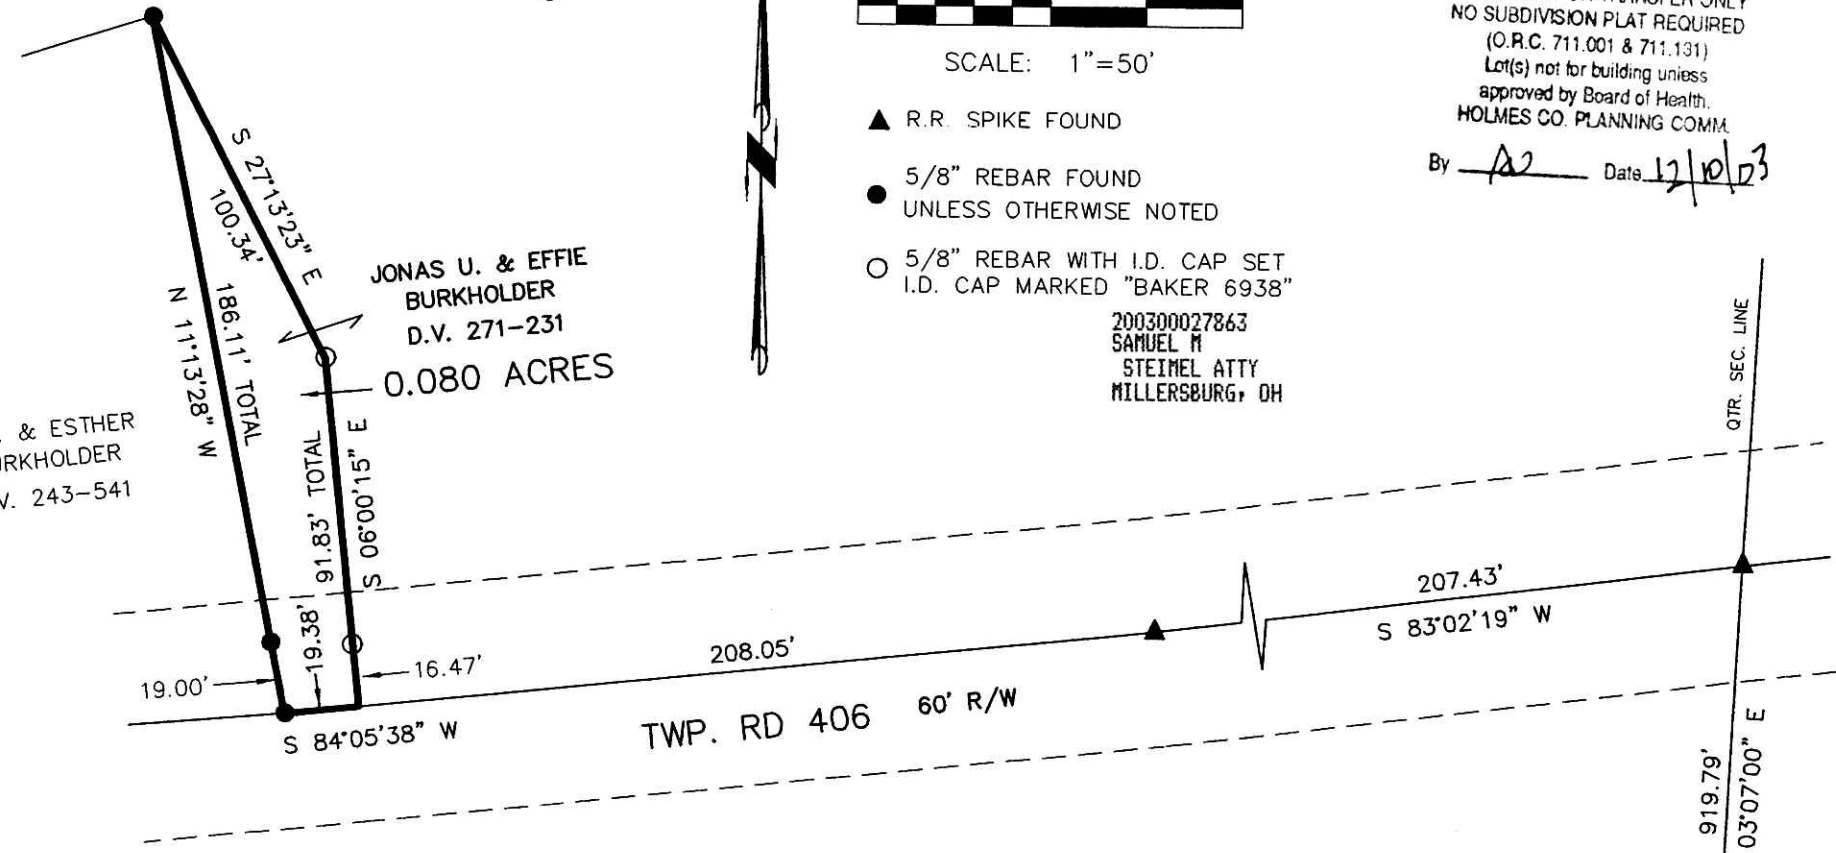 NO SUBDIVISION PLAT REQUIRED
(O.R.C. 711.001 & 711.131)
Lot(s) not for building unless
approved by Board of Health.
HOLMES CO. PLANNING COMM.
By Date 12/10/03
SCALE: 1"=50'
R.R. SPIKE FOUND
5/8" REBAR FOUND
UNLESS OTHERWISE NOTED
5/8" REBAR WITH I.D. CAP SET
I.D. CAP MARKED "BAKER 6938"
200300027863
SAMUEL M
STEIMEL ATTY
MILLERSBURG, OH
S 27°13'23" E
100.34'
JONAS U. & EFFIE
BURKHOLDER
D.V. 271-231
0.080 ACRES
186.11' TOTAL
N 11°13'28" W
& ESTHER
URKHOLDER
V. 243-541
91.83' TOTAL
S 06°00'15" E
19.38'
19.00'
16.47'
S 84°05'38" W
208.05'
TWP. RD 406 60' R/W
207.43'
S 83°02'19" W
QTR. SEC. LINE
919.79'
03°07'00" E